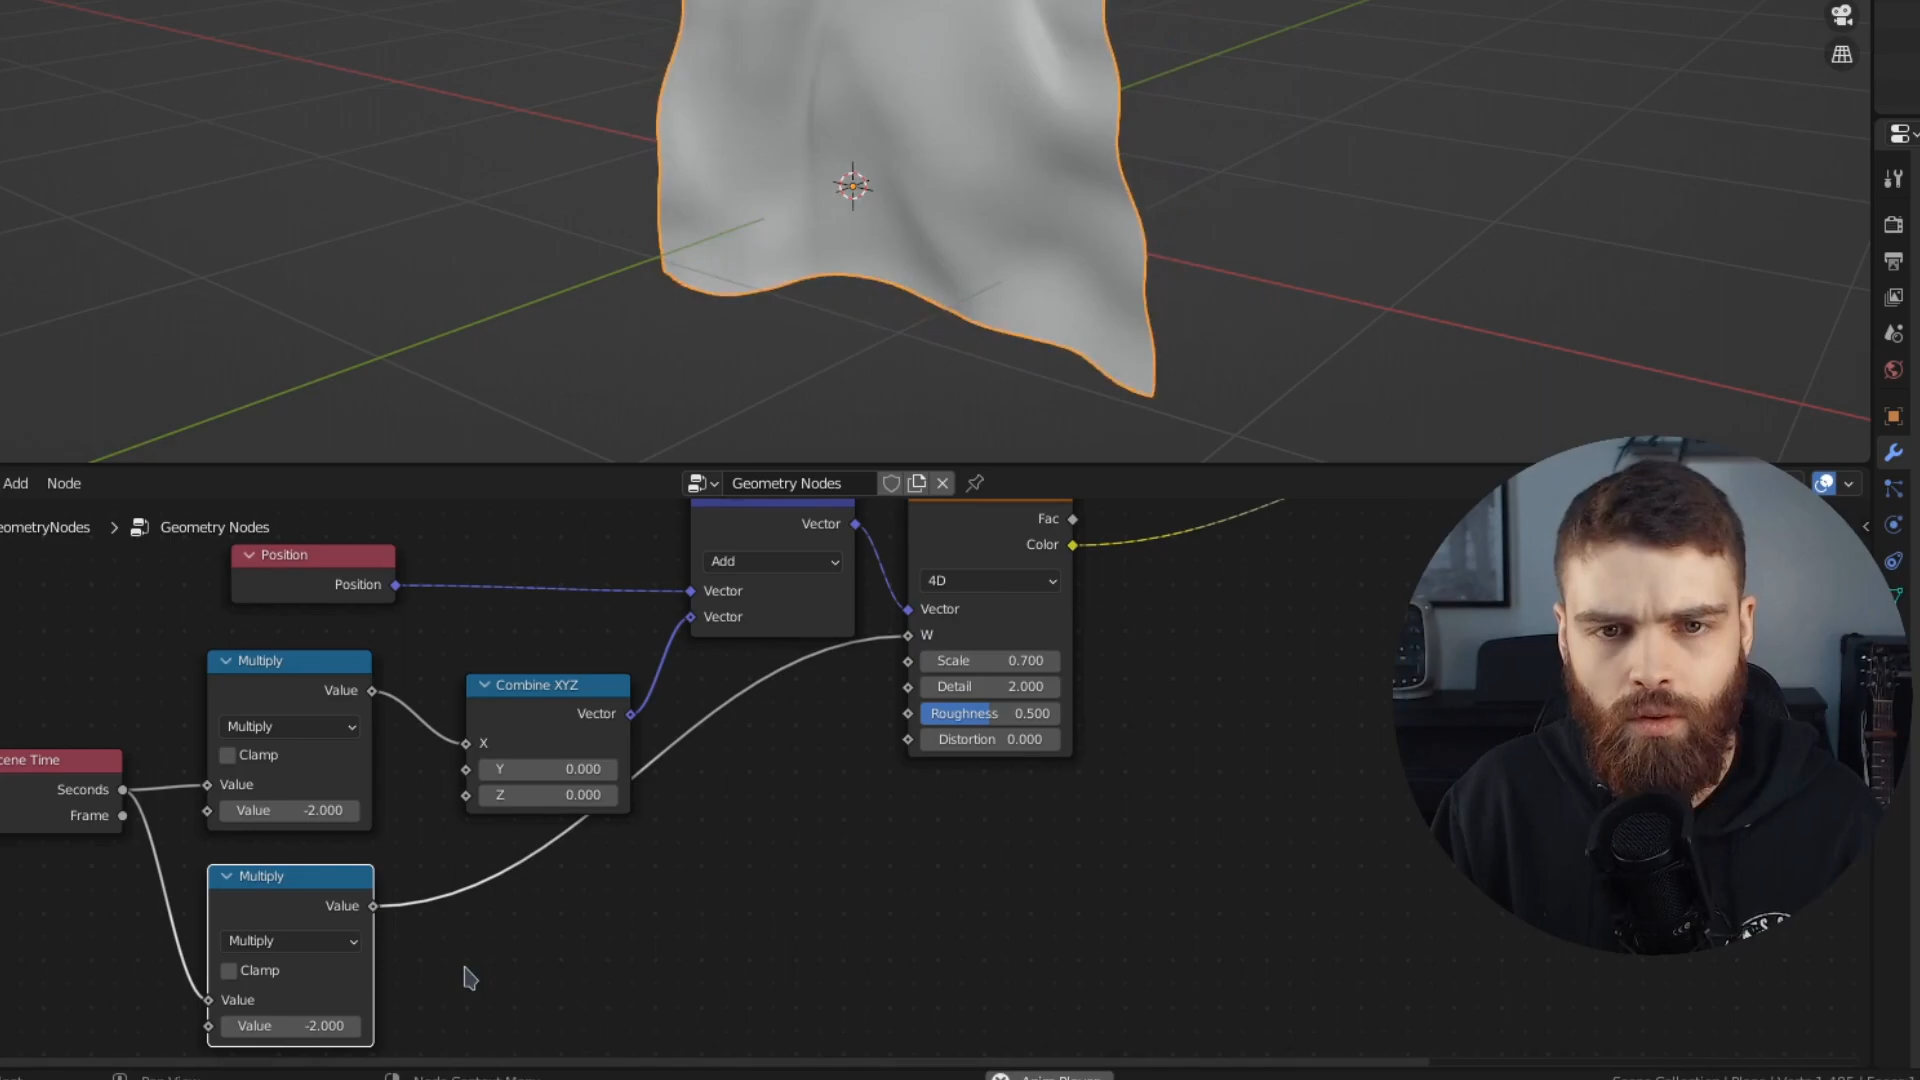 Add Node
Geometry Nodes
eometryNodes > Geometry Nodes
Position
Position
Vector
Add
Vector
Vector
Fac
Color
4D
Vector
W
Scale 0.700
Detail 2.000
Roughness 0.500
Distortion 0.000
Multiply
Value
Multiply
Clamp
Value
Value -2.000
Combine XYZ
Vector
X
Y 0.000
Z 0.000
cene Time
Seconds
Frame
Multiply
Value
Multiply
Clamp
Value
Value -2.000